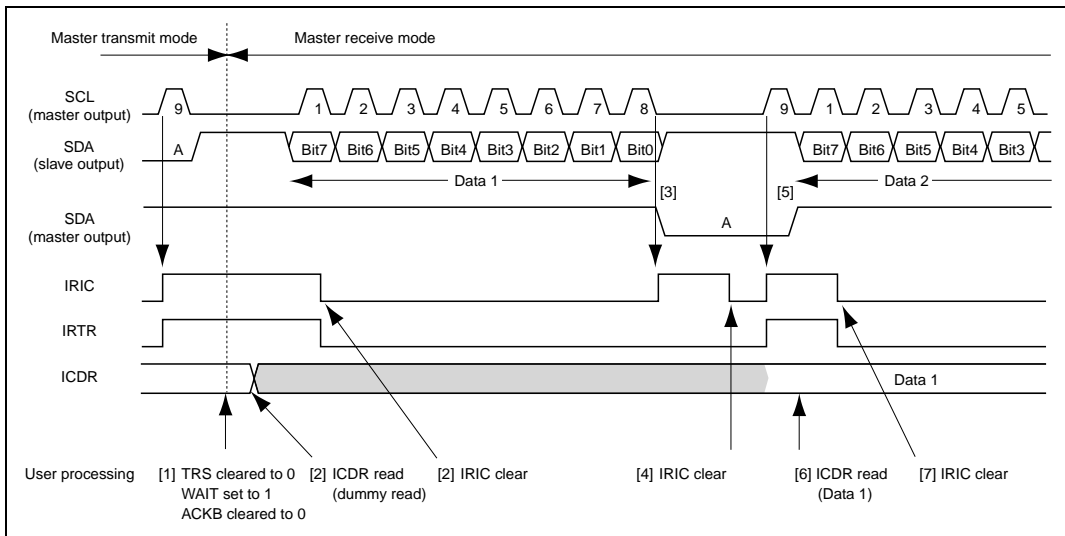 Master transmit mode
Master receive mode
SCL
(master output)
9 1 2 3 4 5 6 7 8 9 1 2 3 4 5
SDA
(slave output)
A Bit7 Bit6 Bit5 Bit4 Bit3 Bit2 Bit1 Bit0 Bit7 Bit6 Bit5 Bit4 Bit3
Data 1
[3]
[5]
Data 2
SDA
(master output)
A
IRIC
IRTR
ICDR
Data 1
User processing
[1] TRS cleared to 0
WAIT set to 1
ACKB cleared to 0
[2] ICDR read
(dummy read)
[2] IRIC clear
[4] IRIC clear
[6] ICDR read
(Data 1)
[7] IRIC clear